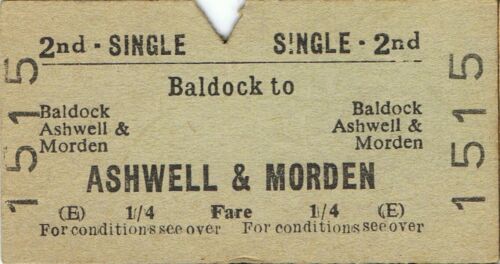 2nd - SINGLE SINGLE - 2nd
Baldock to
Baldock Baldock
Ashwell & Ashwell &
Morden Morden
ASHWELL & MORDEN
(E) 1/4 Fare 1/4 (E)
For conditions see over For conditions see over
1515
1515